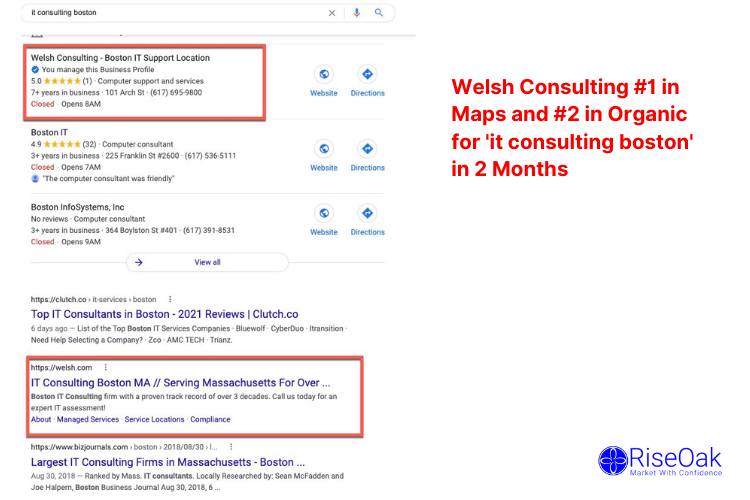 it consulting boston
Welsh Consulting - Boston IT Support Location
You manage this Business Profile
5.0 ★★★★★ (1) · Computer support and services
7+ years in business · 101 Arch St · (617) 695-9800
Closed · Opens 8AM
Website
Directions
Boston IT
4.9 ★★★★★ (32) · Computer consultant
3+ years in business · 225 Franklin St #2600 · (617) 536-5111
Closed · Opens 7AM
"The computer consultant was friendly"
Website
Directions
Boston InfoSystems, Inc
No reviews · Computer consultant
3+ years in business · 364 Boylston St #401 · (617) 391-8531
Closed · Opens 9AM
Website
Directions
View all
https://clutch.co › it-services › boston
Top IT Consultants in Boston - 2021 Reviews | Clutch.co
6 days ago — List of the Top Boston IT Services Companies · Bluewolf · CyberDuo · Itransition ·
Need Help Selecting a Company? · Zco · AMC TECH · Trianz.
https://welsh.com
IT Consulting Boston MA // Serving Massachusetts For Over ...
Boston IT Consulting firm with a proven track record of over 3 decades. Call us today for an
expert IT assessment!
About · Managed Services · Service Locations · Compliance
https://www.bizjournals.com › boston › 2018/08/30 › l...
Largest IT Consulting Firms in Massachusetts - Boston ...
Aug 30, 2018 — Ranked by Mass. IT consultants. Locally Researched by: Sean McFadden and
Joe Halpern, Boston Business Journal Aug 30, 2018, 6 ...
Welsh Consulting #1 in
Maps and #2 in Organic
for 'it consulting boston'
in 2 Months
RiseOak
Market With Confidence